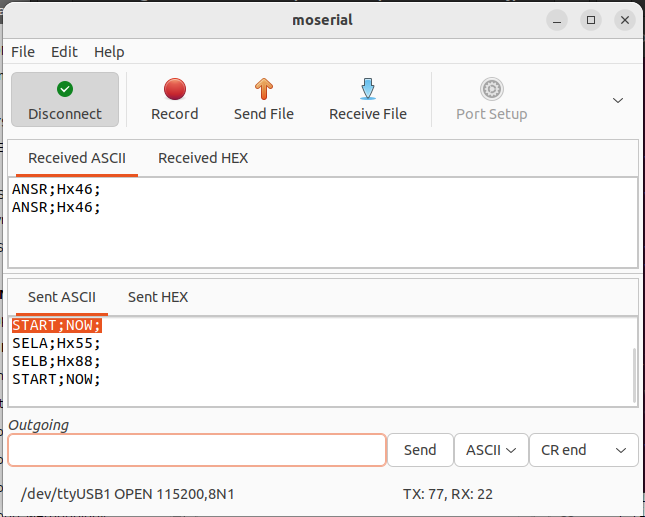 moserial
File Edit Help
Disconnect Record Send File Receive File Port Setup
Received ASCII Received HEX
ANSR;Hx46;
ANSR;Hx46;
Sent ASCII Sent HEX
START;NOW;
SELA;Hx55;
SELB;Hx88;
START;NOW;
Outgoing
Send ASCII CR end
/dev/ttyUSB1 OPEN 115200,8N1 TX: 77, RX: 22